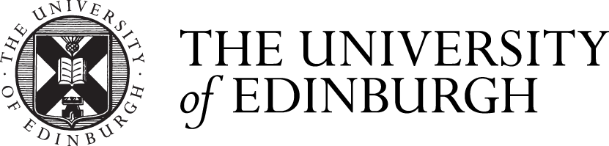 · THE UNIVERSITY ·
OF EDINBURGH
THE UNIVERSITY
of EDINBURGH